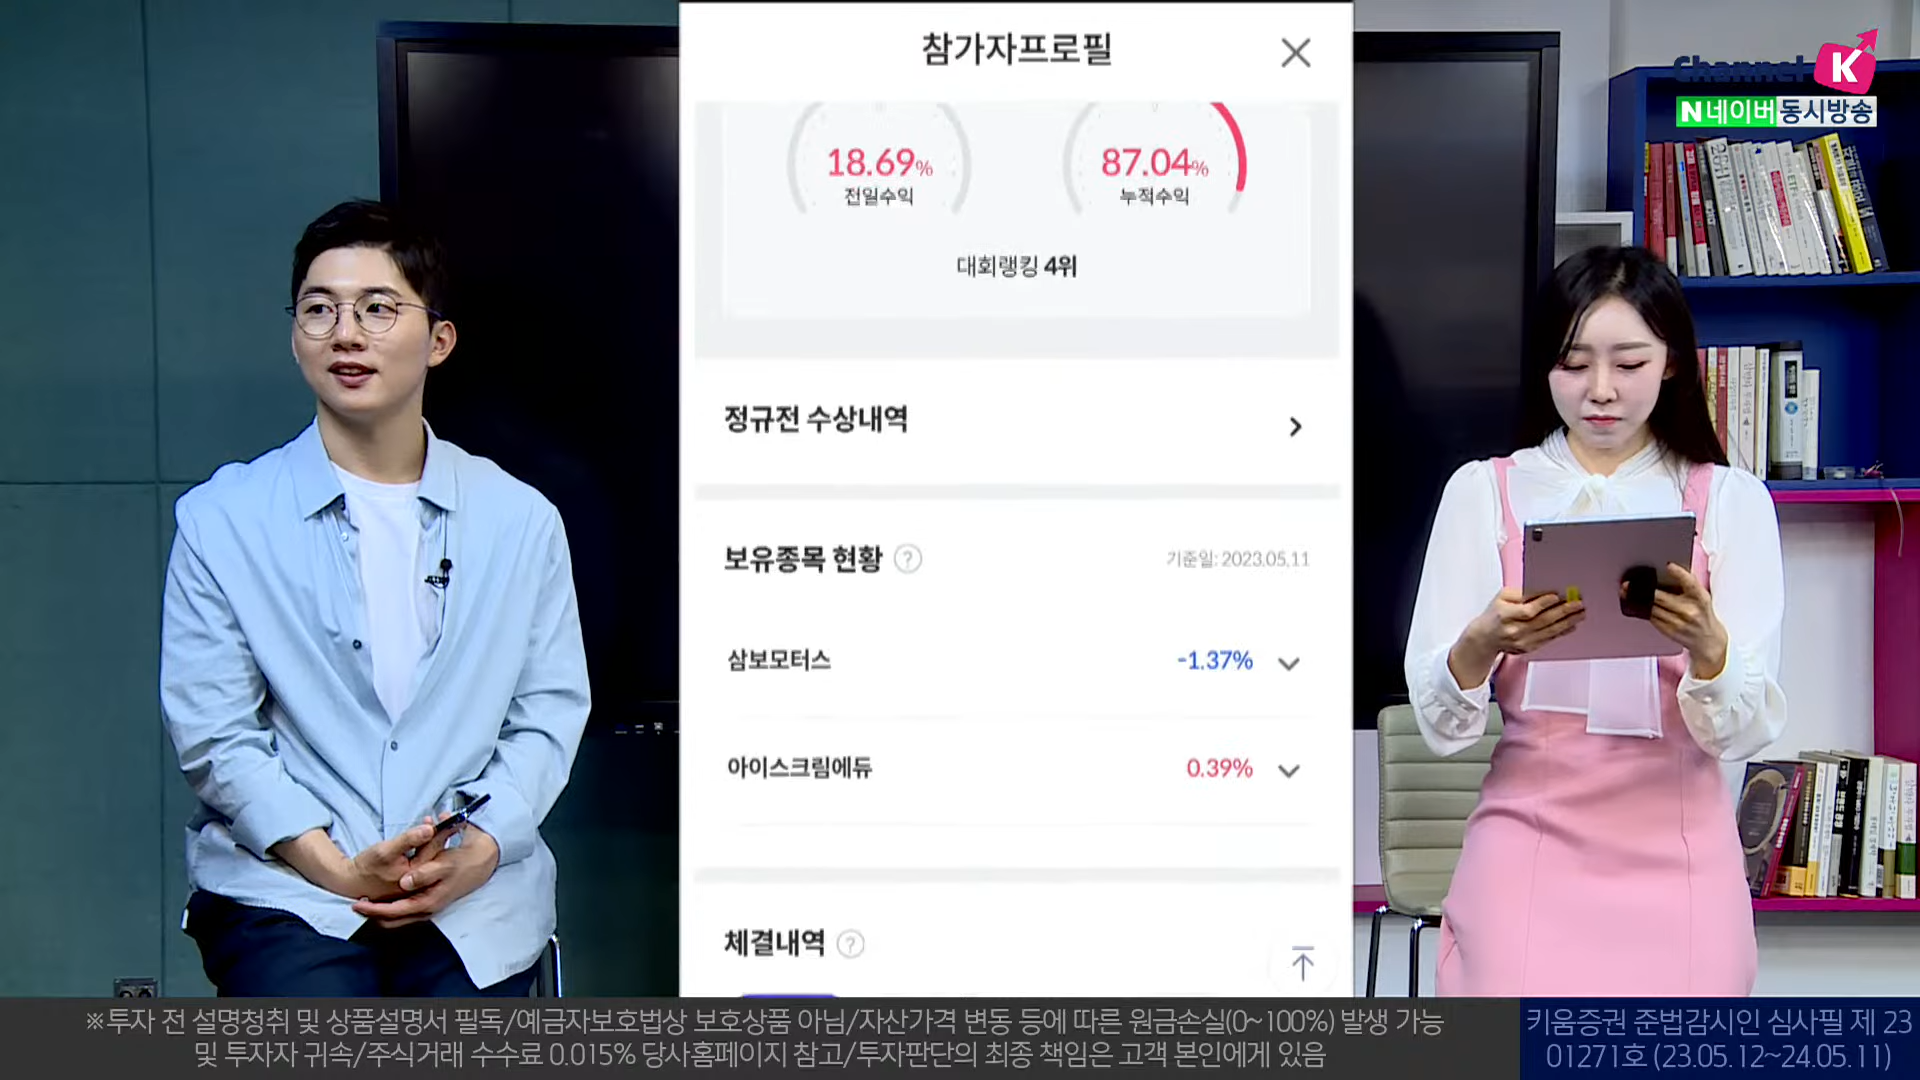 참가자프로필
Channel K
N 네이버 동시방송
18.69%
전일수익
87.04%
누적수익
대회랭킹 4위
정규전 수상내역
보유종목 현황 ?
기준일: 2023.05.11
삼보모터스 -1.37%
아이스크림에듀 0.39%
체결내역 ?
※투자 전 설명청취 및 상품설명서 필독/예금자보호법상 보호상품 아님/자산가격 변동 등에 따른 원금손실(0~100%) 발생 가능
및 투자자 귀속/주식거래 수수료 0.015% 당사홈페이지 참고/투자판단의 최종 책임은 고객 본인에게 있음
키움증권 준법감시인 심사필 제 23
01271호 (23.05.12~24.05.11)